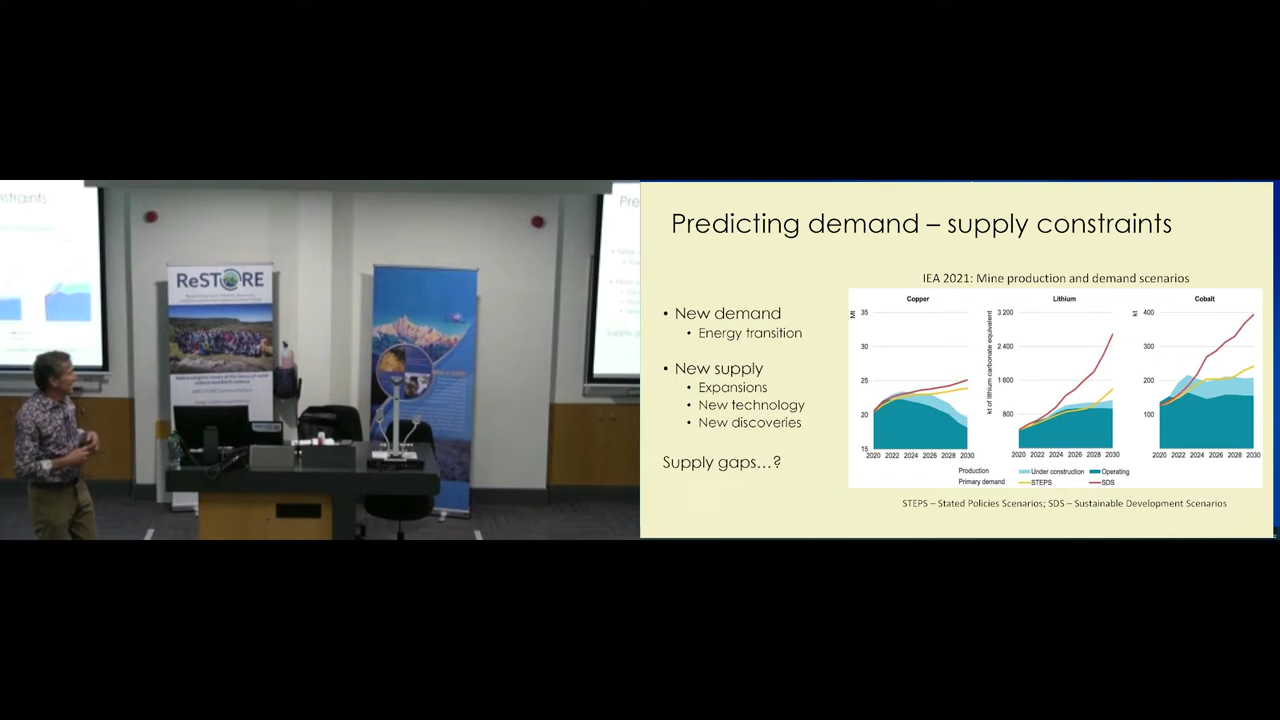 nstraints
ReSTORE
Pre
Predicting demand – supply constraints
IEA 2021: Mine production and demand scenarios
• New demand
• Energy transition
• New supply
• Expansions
• New technology
• New discoveries
Supply gaps…?
Copper
Mt
35
30
25
20
15
2020 2022 2024 2026 2028 2030
Lithium
kt of lithium carbonate equivalent
3 200
2 400
1 600
800
2020 2022 2024 2026 2028 2030
Cobalt
kt
400
300
200
100
2020 2022 2024 2026 2028 2030
Production Under construction Operating
Primary demand STEPS SDS
STEPS – Stated Policies Scenarios; SDS – Sustainable Development Scenarios